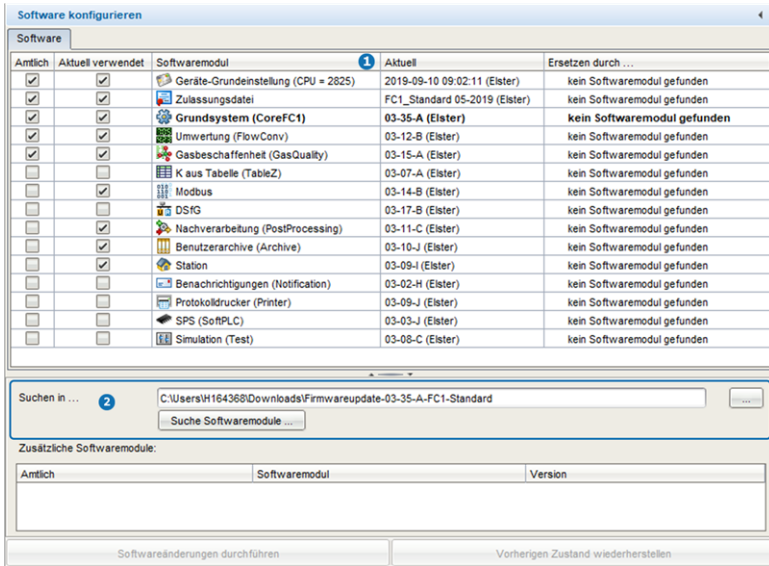 Software konfigurieren
Software
Amtlich Aktuell verwendet Softwaremodul 1 Aktuell Ersetzen durch ...
Geräte-Grundeinstellung (CPU = 2825) 2019-09-10 09:02:11 (Elster) kein Softwaremodul gefunden
Zulassungsdatei FC1_Standard 05-2019 (Elster) kein Softwaremodul gefunden
Grundsystem (CoreFC1) 03-35-A (Elster) kein Softwaremodul gefunden
Umwertung (FlowConv) 03-12-B (Elster) kein Softwaremodul gefunden
Gasbeschaffenheit (GasQuality) 03-15-A (Elster) kein Softwaremodul gefunden
K aus Tabelle (TableZ) 03-07-A (Elster) kein Softwaremodul gefunden
Modbus 03-14-B (Elster) kein Softwaremodul gefunden
DSfG 03-17-B (Elster) kein Softwaremodul gefunden
Nachverarbeitung (PostProcessing) 03-11-C (Elster) kein Softwaremodul gefunden
Benutzerarchive (Archive) 03-10-J (Elster) kein Softwaremodul gefunden
Station 03-09-I (Elster) kein Softwaremodul gefunden
Benachrichtigungen (Notification) 03-02-H (Elster) kein Softwaremodul gefunden
Protokolldrucker (Printer) 03-09-J (Elster) kein Softwaremodul gefunden
SPS (SoftPLC) 03-03-J (Elster) kein Softwaremodul gefunden
Simulation (Test) 03-08-C (Elster) kein Softwaremodul gefunden
Suchen in ... 2 C:\Users\H164368\Downloads\Firmwareupdate-03-35-A-FC1-Standard ...
Suche Softwaremodule ...
Zusätzliche Softwaremodule:
Amtlich Softwaremodul Version
Softwareänderungen durchführen Vorherigen Zustand wiederherstellen